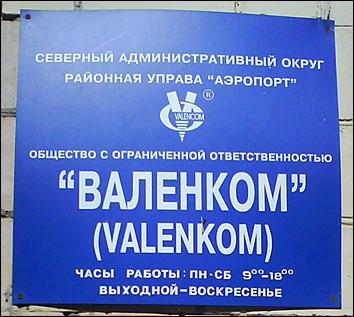 СЕВЕРНЫЙ АДМИНИСТРАТИВНЫЙ ОКРУГ
РАЙОННАЯ УПРАВА "АЭРОПОРТ"
®
VALENCOM
ОБЩЕСТВО С ОГРАНИЧЕННОЙ ОТВЕТСТВЕННОСТЬЮ
"ВАЛЕНКОМ"
(VALENKOM)
ЧАСЫ РАБОТЫ: ПН-СБ 9⁰⁰-18⁰⁰
ВЫХОДНОЙ-ВОСКРЕСЕНЬЕ